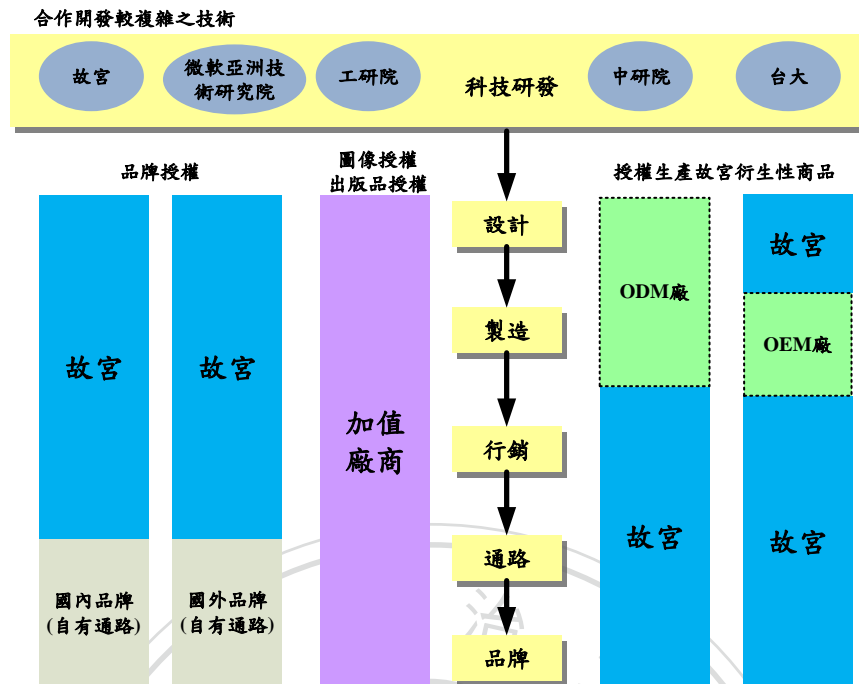 合作開發較複雜之技術
故宮
微軟亞洲技
術研究院
工研院
科技研發
中研院
台大
品牌授權
圖像授權
出版品授權
授權生產故宮衍生性商品
設計
製造
行銷
通路
品牌
故宮
國內品牌
(自有通路)
故宮
國外品牌
(自有通路)
加值
廠商
ODM廠
故宮
故宮
OEM廠
故宮